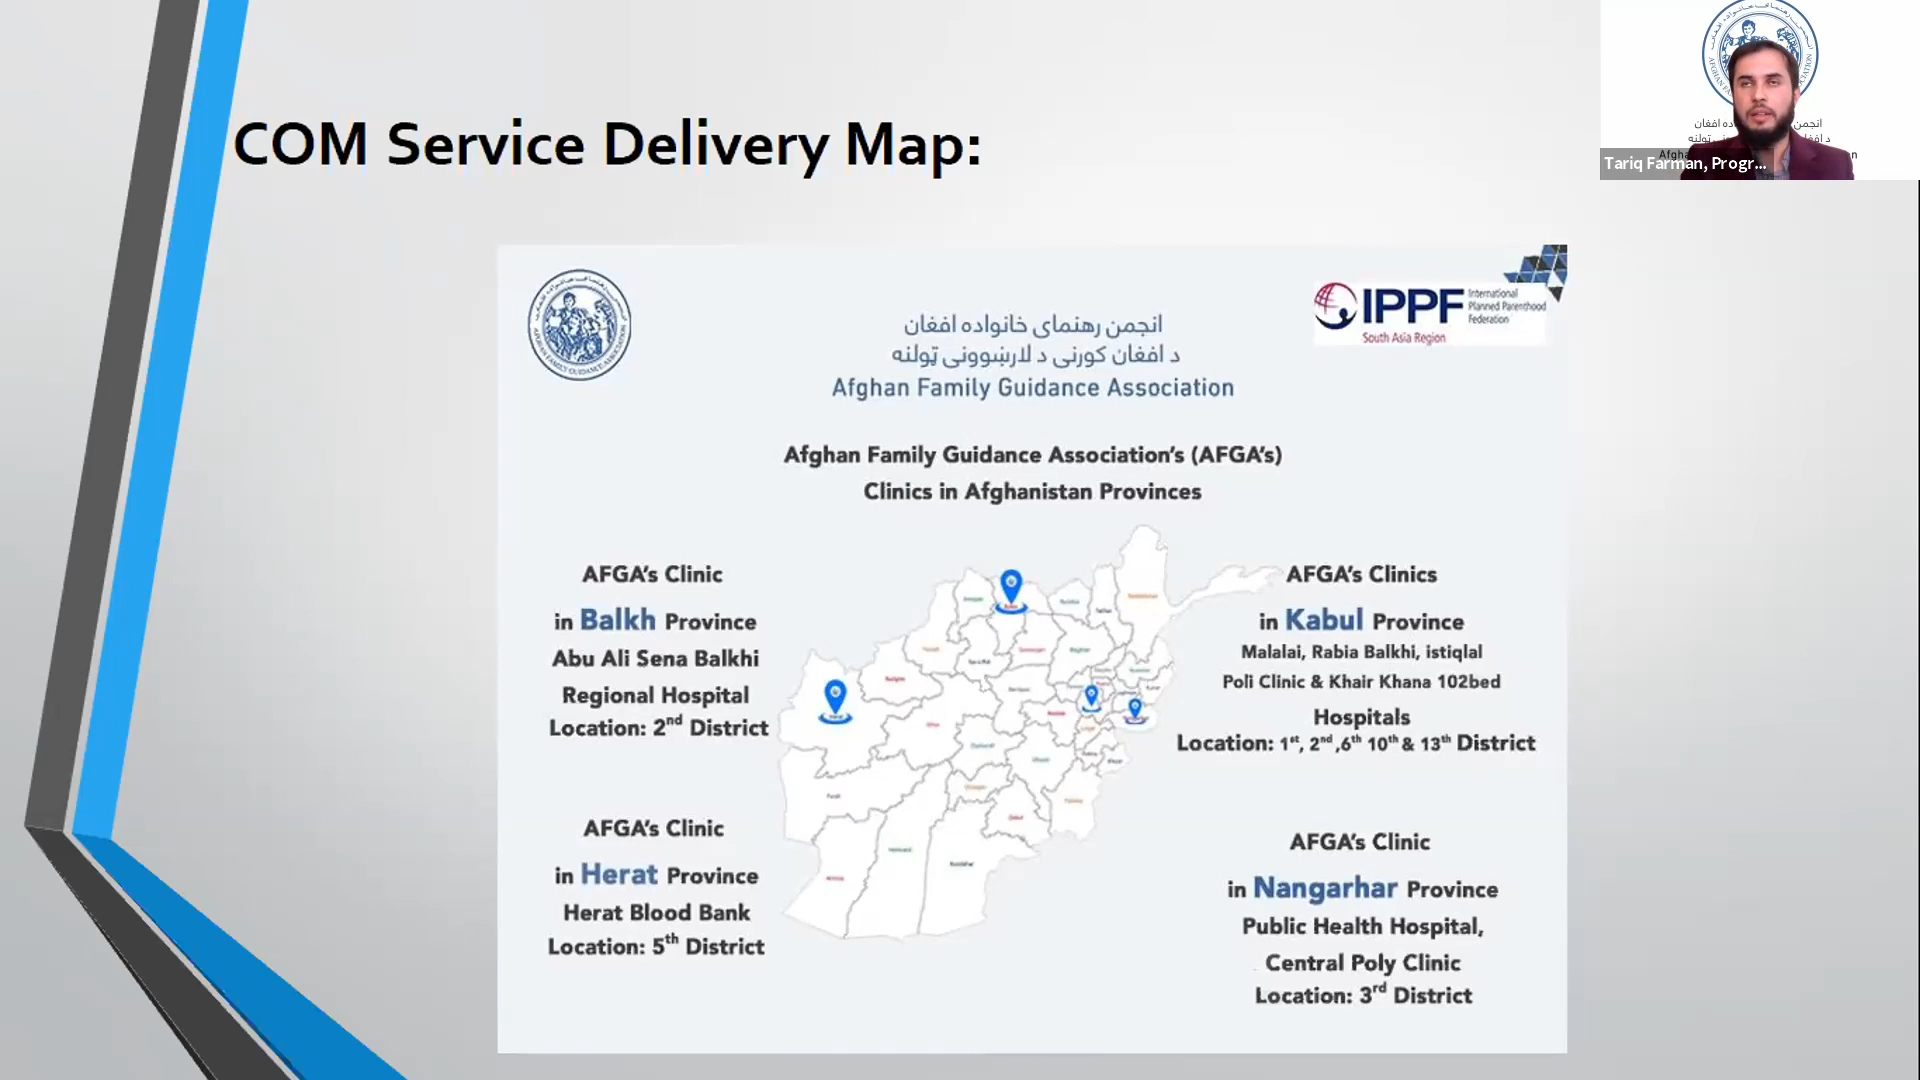 COM Service Delivery Map:
انجمن رهنمای خانواده افغان
د افغان کورنی د لارښوونی ټولنه
Afghan Family Guidance Association
IPPF
International
Planned Parenthood
Federation
South Asia Region
AFGHAN FAMILY GUIDANCE ASSOCIATION
Afghan Family Guidance Association's (AFGA's)
Clinics in Afghanistan Provinces
AFGA's Clinic
in Balkh Province
Abu Ali Sena Balkhi
Regional Hospital
Location: 2nd District
AFGA's Clinics
in Kabul Province
Malalai, Rabia Balkhi, istiqlal
Poli Clinic & Khair Khana 102bed
Hospitals
Location: 1st, 2nd ,6th 10th & 13th District
AFGA's Clinic
in Herat Province
Herat Blood Bank
Location: 5th District
AFGA's Clinic
in Nangarhar Province
Public Health Hospital,
Central Poly Clinic
Location: 3rd District
Tariq Farman, Progr...